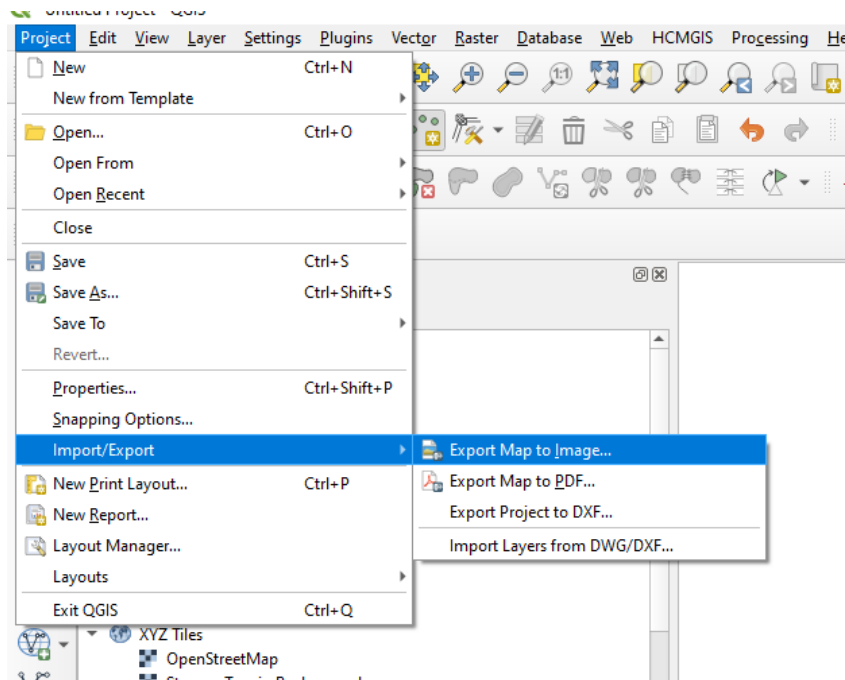 Untitled Project - QGIS
Project Edit View Layer Settings Plugins Vector Raster Database Web HCMGIS Processing He
New Ctrl+N
New from Template
Open... Ctrl+O
Open From
Open Recent
Close
Save Ctrl+S
Save As... Ctrl+Shift+S
Save To
Revert...
Properties... Ctrl+Shift+P
Snapping Options...
Import/Export
Export Map to Image...
Export Map to PDF...
Export Project to DXF...
Import Layers from DWG/DXF...
New Print Layout... Ctrl+P
New Report...
Layout Manager...
Layouts
Exit QGIS Ctrl+Q
XYZ Tiles
OpenStreetMap